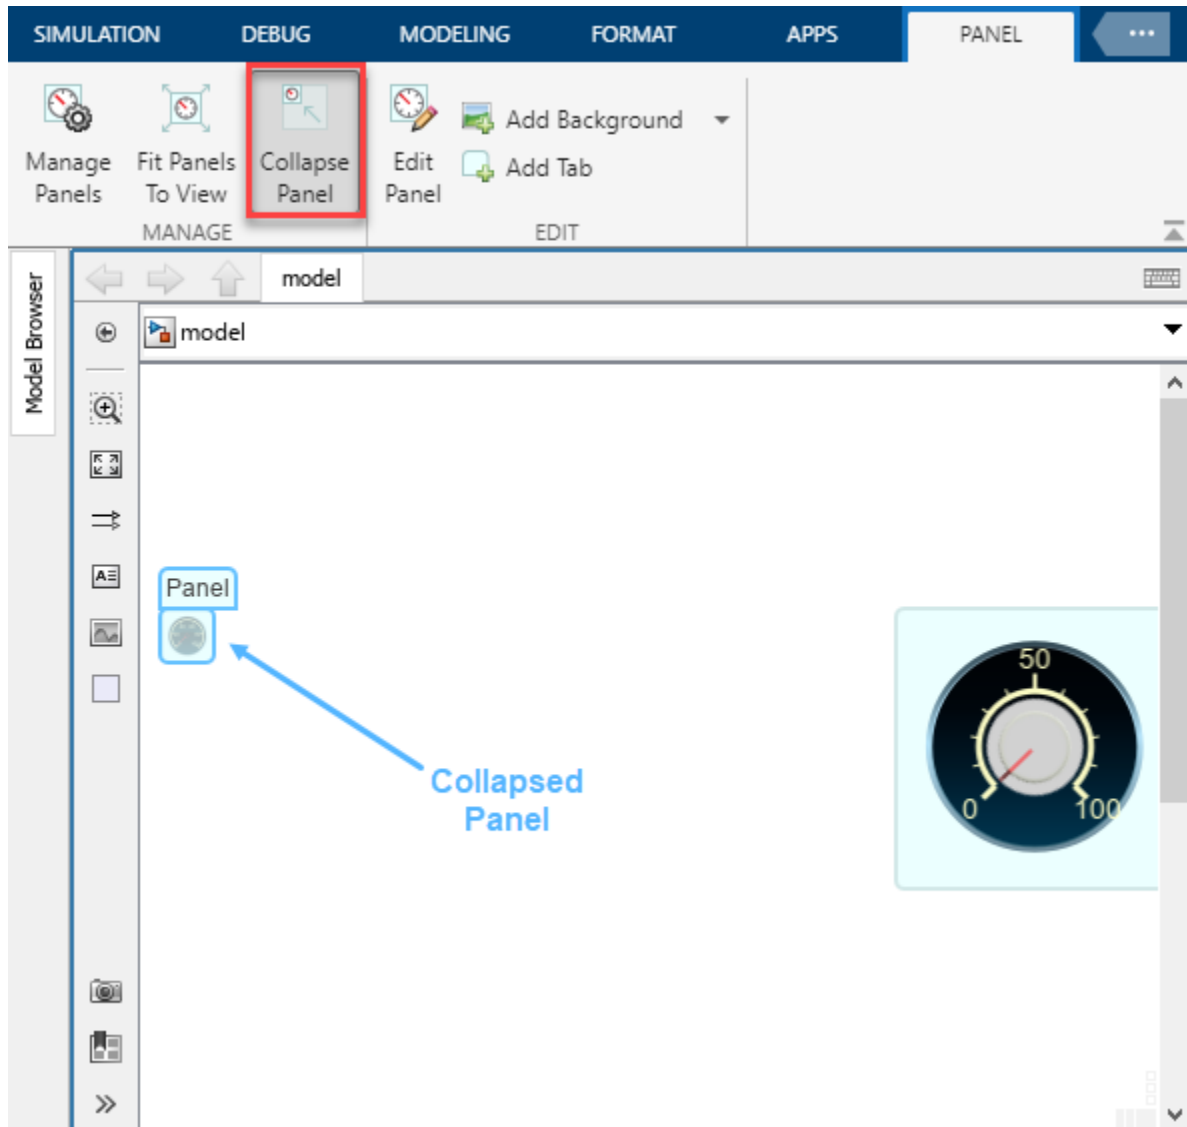 SIMULATION DEBUG MODELING FORMAT APPS PANEL
Manage Panels
Fit Panels To View
Collapse Panel
Edit Panel
Add Background
Add Tab
MANAGE EDIT
Model Browser
model
model
Panel
Collapsed
Panel
50
0 100